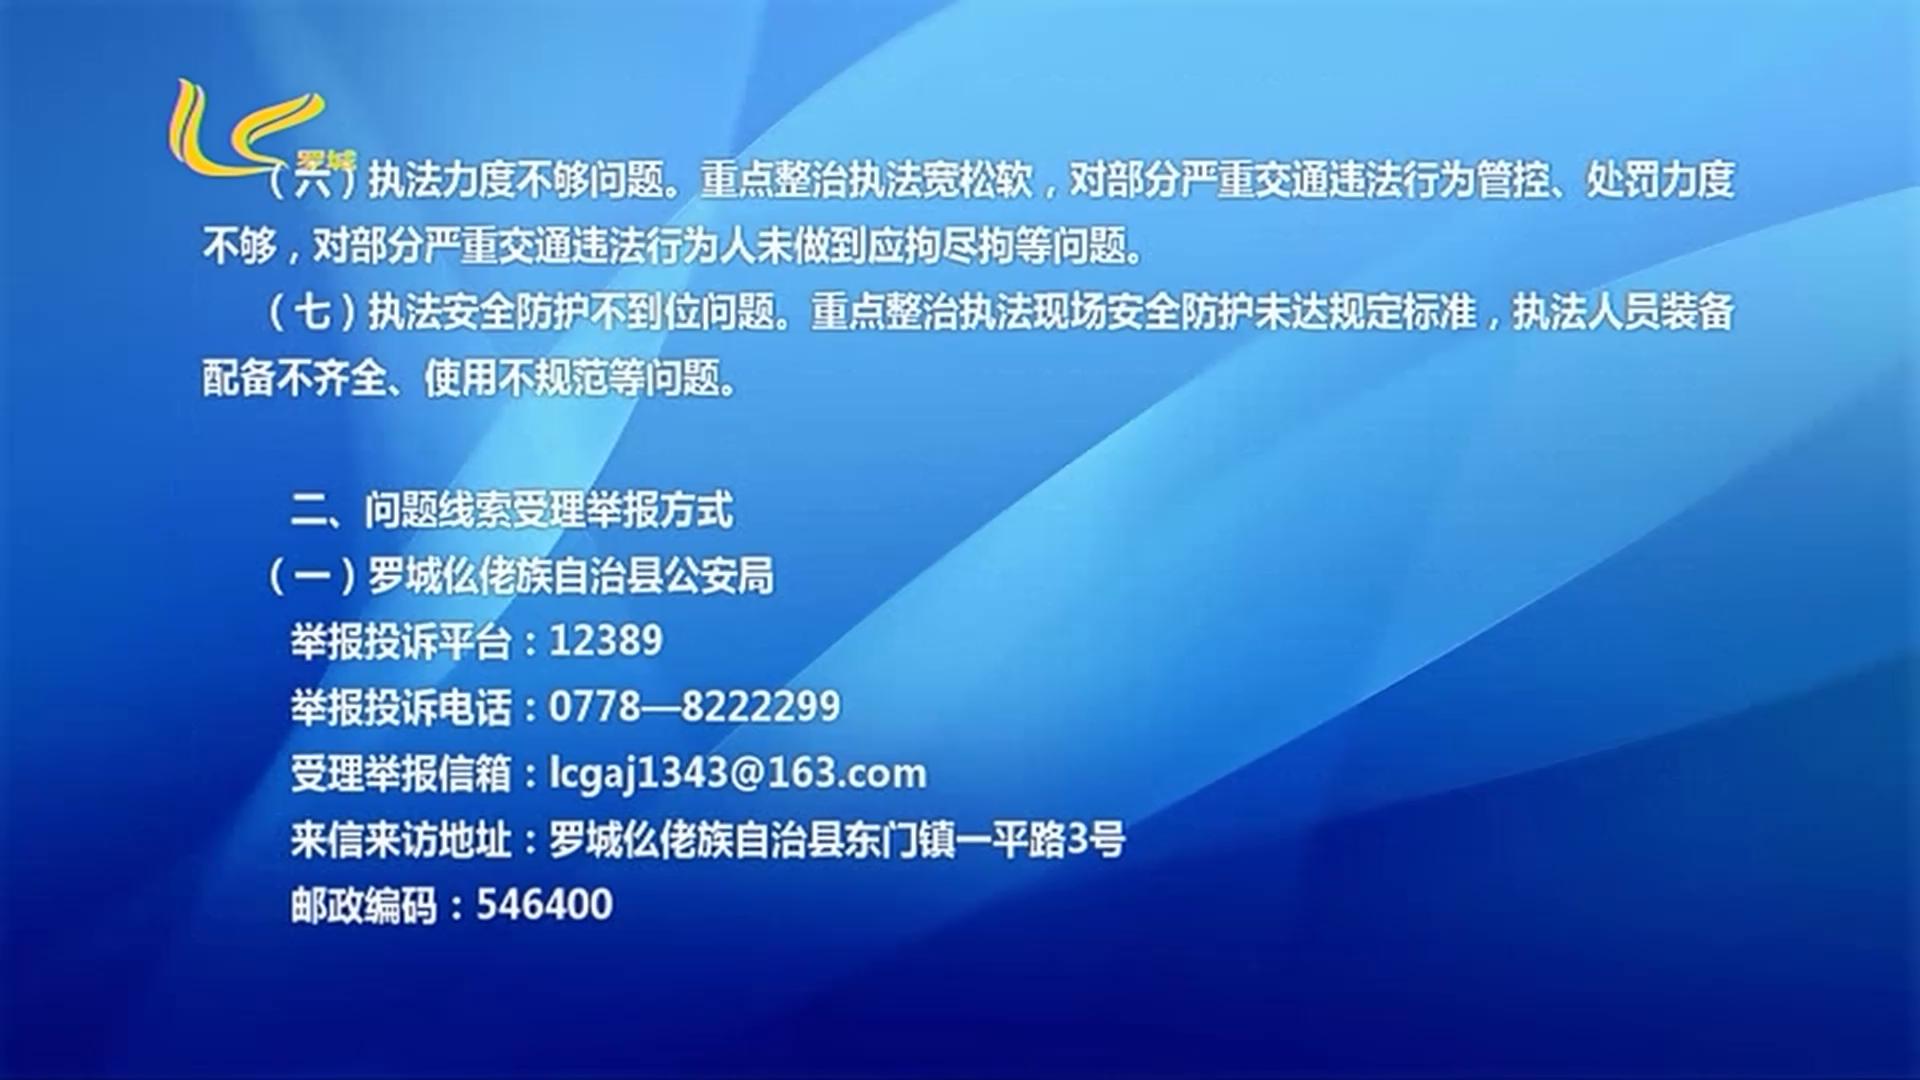 罗城
（六）执法力度不够问题。重点整治执法宽松软，对部分严重交通违法行为管控、处罚力度
不够，对部分严重交通违法行为人未做到应拘尽拘等问题。
（七）执法安全防护不到位问题。重点整治执法现场安全防护未达规定标准，执法人员装备
配备不齐全、使用不规范等问题。
二、问题线索受理举报方式
（一）罗城仫佬族自治县公安局
举报投诉平台：12389
举报投诉电话：0778—8222299
受理举报信箱：lcgaj1343@163.com
来信来访地址：罗城仫佬族自治县东门镇一平路3号
邮政编码：546400